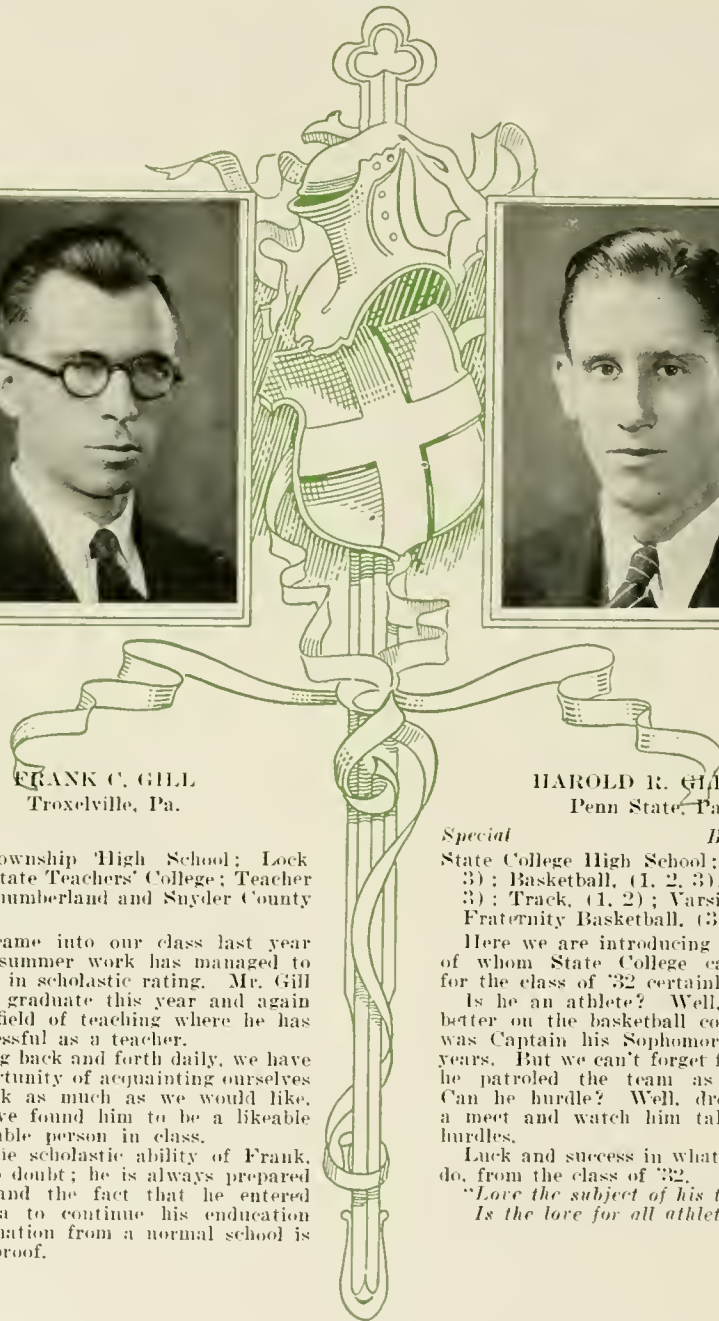 FRANK C. GILL
Troxelville, Pa.
ownship High School; Lock
tate Teachers' College; Teacher
humberland and Snyder County
came into our class last year
summer work has managed to
in scholastic rating. Mr. Gill
graduate this year and again
field of teaching where he has
essful as a teacher.
g back and forth daily, we have
rtunity of acquainting ourselves
k as much as we would like,
ve found him to be a likeable
able person in class.
ie scholastic ability of Frank,
o doubt; he is always prepared
and the fact that he entered
a to continue his enducation
nation from a normal school is
proof.
HAROLD R.
Penn State, Pa
Special
State College High School;
3); Basketball, (1, 2, 3),
3); Track, (1, 2); Varsi
Fraternity Basketball, (3
Here we are introducing
of whom State College ca
for the class of '32 certainl
Is he an athlete? Well,
better on the basketball co
was Captain his Sophomor
years. But we can't forget f
he patroled the team as
Can he hurdle? Well, dr
a meet and watch him tal
hurdles.
Luck and success in what
do, from the class of '32.
"Love the subject of his t
Is the love for all athlet